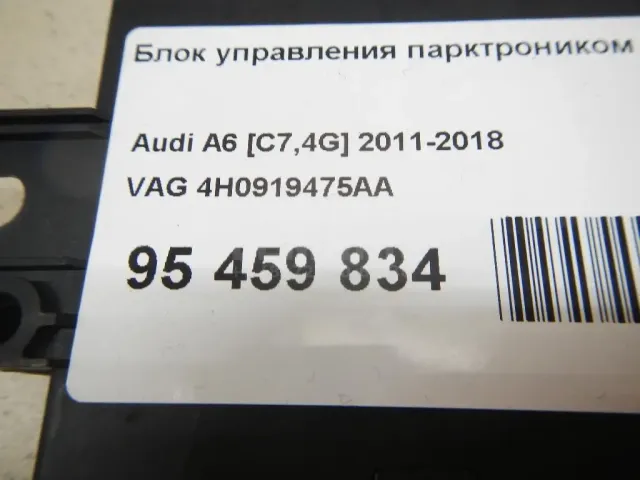 Блок управления парктроником
Audi A6 [C7,4G] 2011-2018
VAG 4H0919475AA
95 459 834